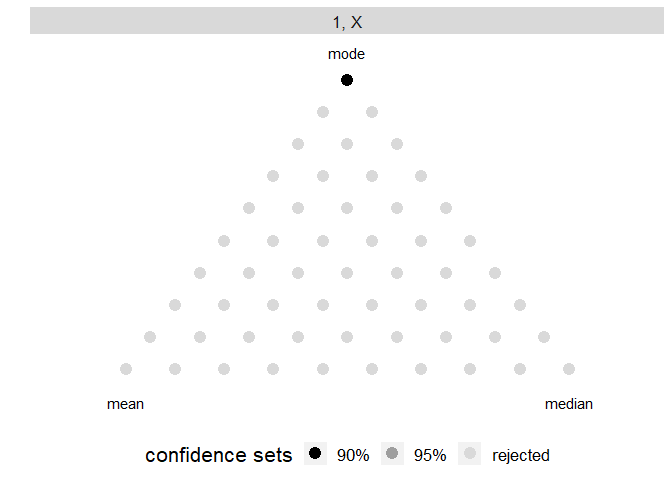 1, X
mode
mean
median
confidence sets
90%
95%
rejected